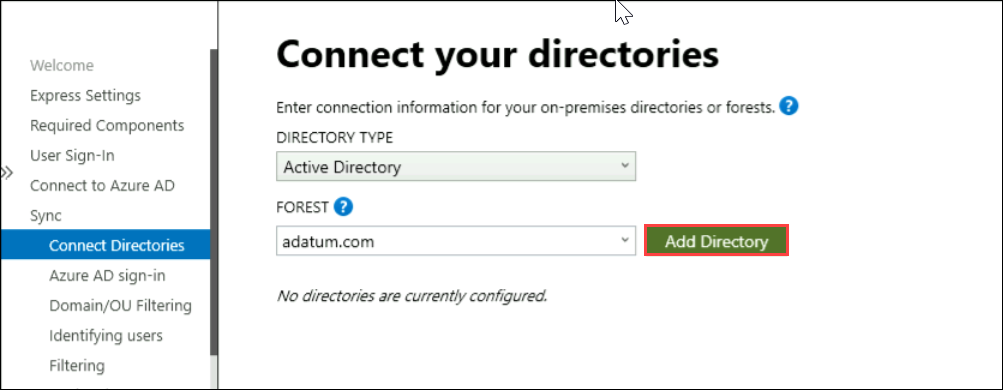 Connect your directories
Welcome
Express Settings
Required Components
User Sign-In
Connect to Azure AD
Sync
Connect Directories
Azure AD sign-in
Domain/OU Filtering
Identifying users
Filtering
Enter connection information for your on-premises directories or forests. ?
DIRECTORY TYPE
Active Directory
FOREST ?
adatum.com
Add Directory
No directories are currently configured.